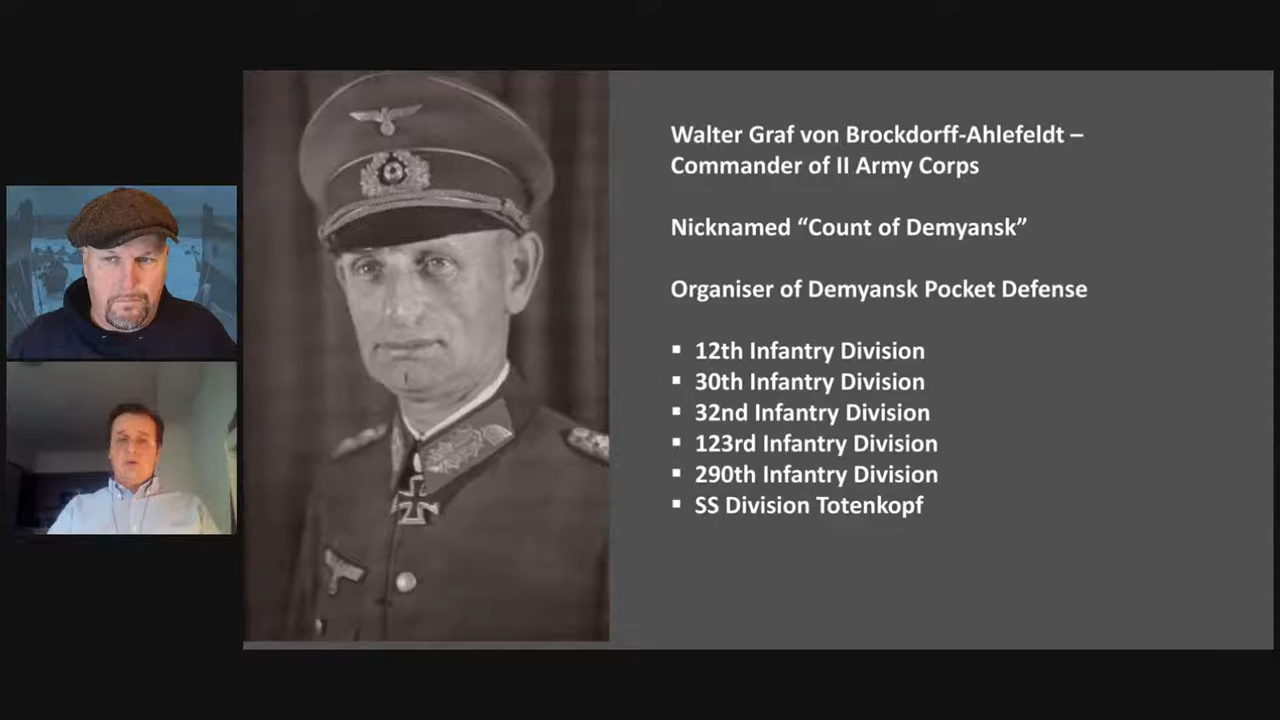 Walter Graf von Brockdorff-Ahlefeldt –
Commander of II Army Corps
Nicknamed “Count of Demyansk”
Organiser of Demyansk Pocket Defense
▪ 12th Infantry Division
▪ 30th Infantry Division
▪ 32nd Infantry Division
▪ 123rd Infantry Division
▪ 290th Infantry Division
▪ SS Division Totenkopf